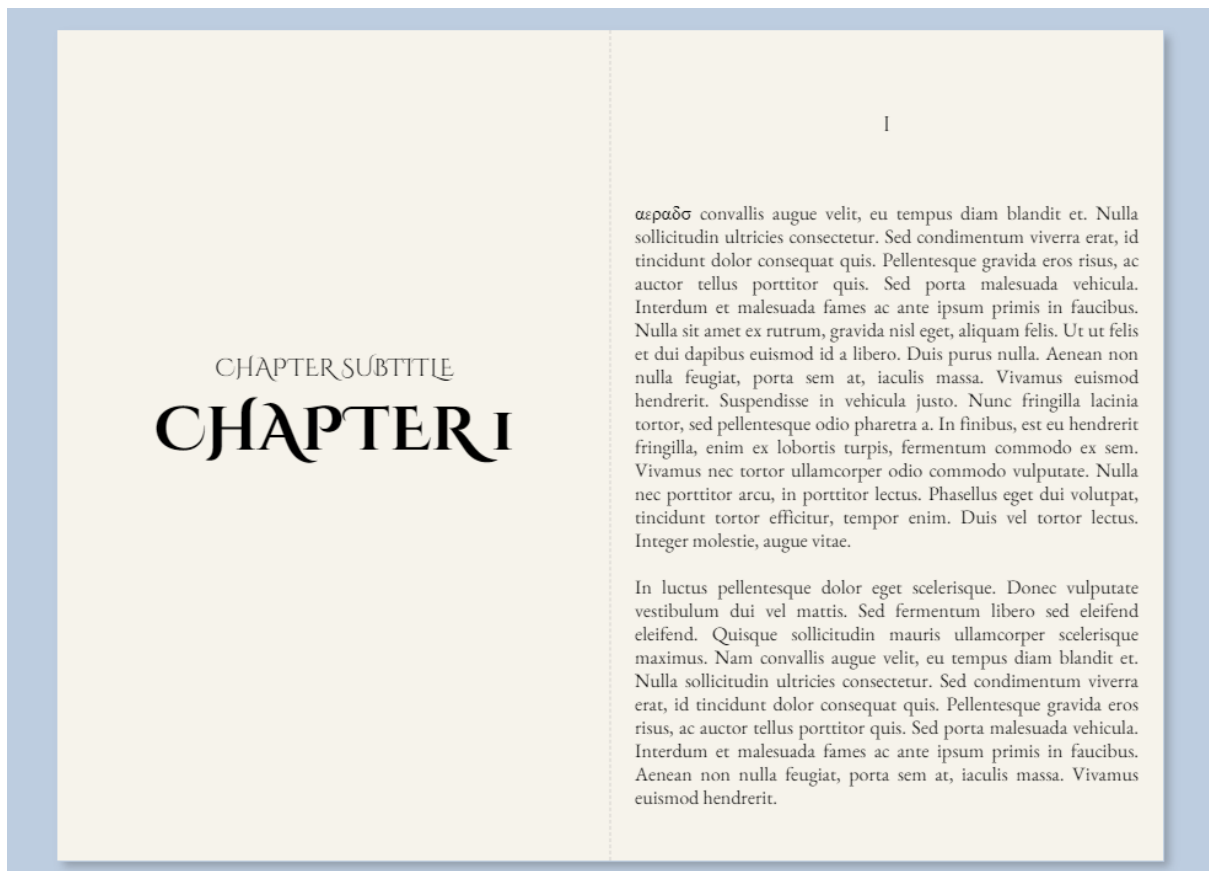 CHAPTER SUBTITLE
CHAPTER I
I
αεραδσ convallis augue velit, eu tempus diam blandit et. Nulla
sollicitudin ultricies consectetur. Sed condimentum viverra erat, id
tincidunt dolor consequat quis. Pellentesque gravida eros risus, ac
auctor tellus porttitor quis. Sed porta malesuada vehicula.
Interdum et malesuada fames ac ante ipsum primis in faucibus.
Nulla sit amet ex rutrum, gravida nisl eget, aliquam felis. Ut ut felis
et dui dapibus euismod id a libero. Duis purus nulla. Aenean non
nulla feugiat, porta sem at, iaculis massa. Vivamus euismod
hendrerit. Suspendisse in vehicula justo. Nunc fringilla lacinia
tortor, sed pellentesque odio pharetra a. In finibus, est eu hendrerit
fringilla, enim ex lobortis turpis, fermentum commodo ex sem.
Vivamus nec tortor ullamcorper odio commodo vulputate. Nulla
nec porttitor arcu, in porttitor lectus. Phasellus eget dui volutpat,
tincidunt tortor efficitur, tempor enim. Duis vel tortor lectus.
Integer molestie, augue vitae.
In luctus pellentesque dolor eget scelerisque. Donec vulputate
vestibulum dui vel mattis. Sed fermentum libero sed eleifend
eleifend. Quisque sollicitudin mauris ullamcorper scelerisque
maximus. Nam convallis augue velit, eu tempus diam blandit et.
Nulla sollicitudin ultricies consectetur. Sed condimentum viverra
erat, id tincidunt dolor consequat quis. Pellentesque gravida eros
risus, ac auctor tellus porttitor quis. Sed porta malesuada vehicula.
Interdum et malesuada fames ac ante ipsum primis in faucibus.
Aenean non nulla feugiat, porta sem at, iaculis massa. Vivamus
euismod hendrerit.